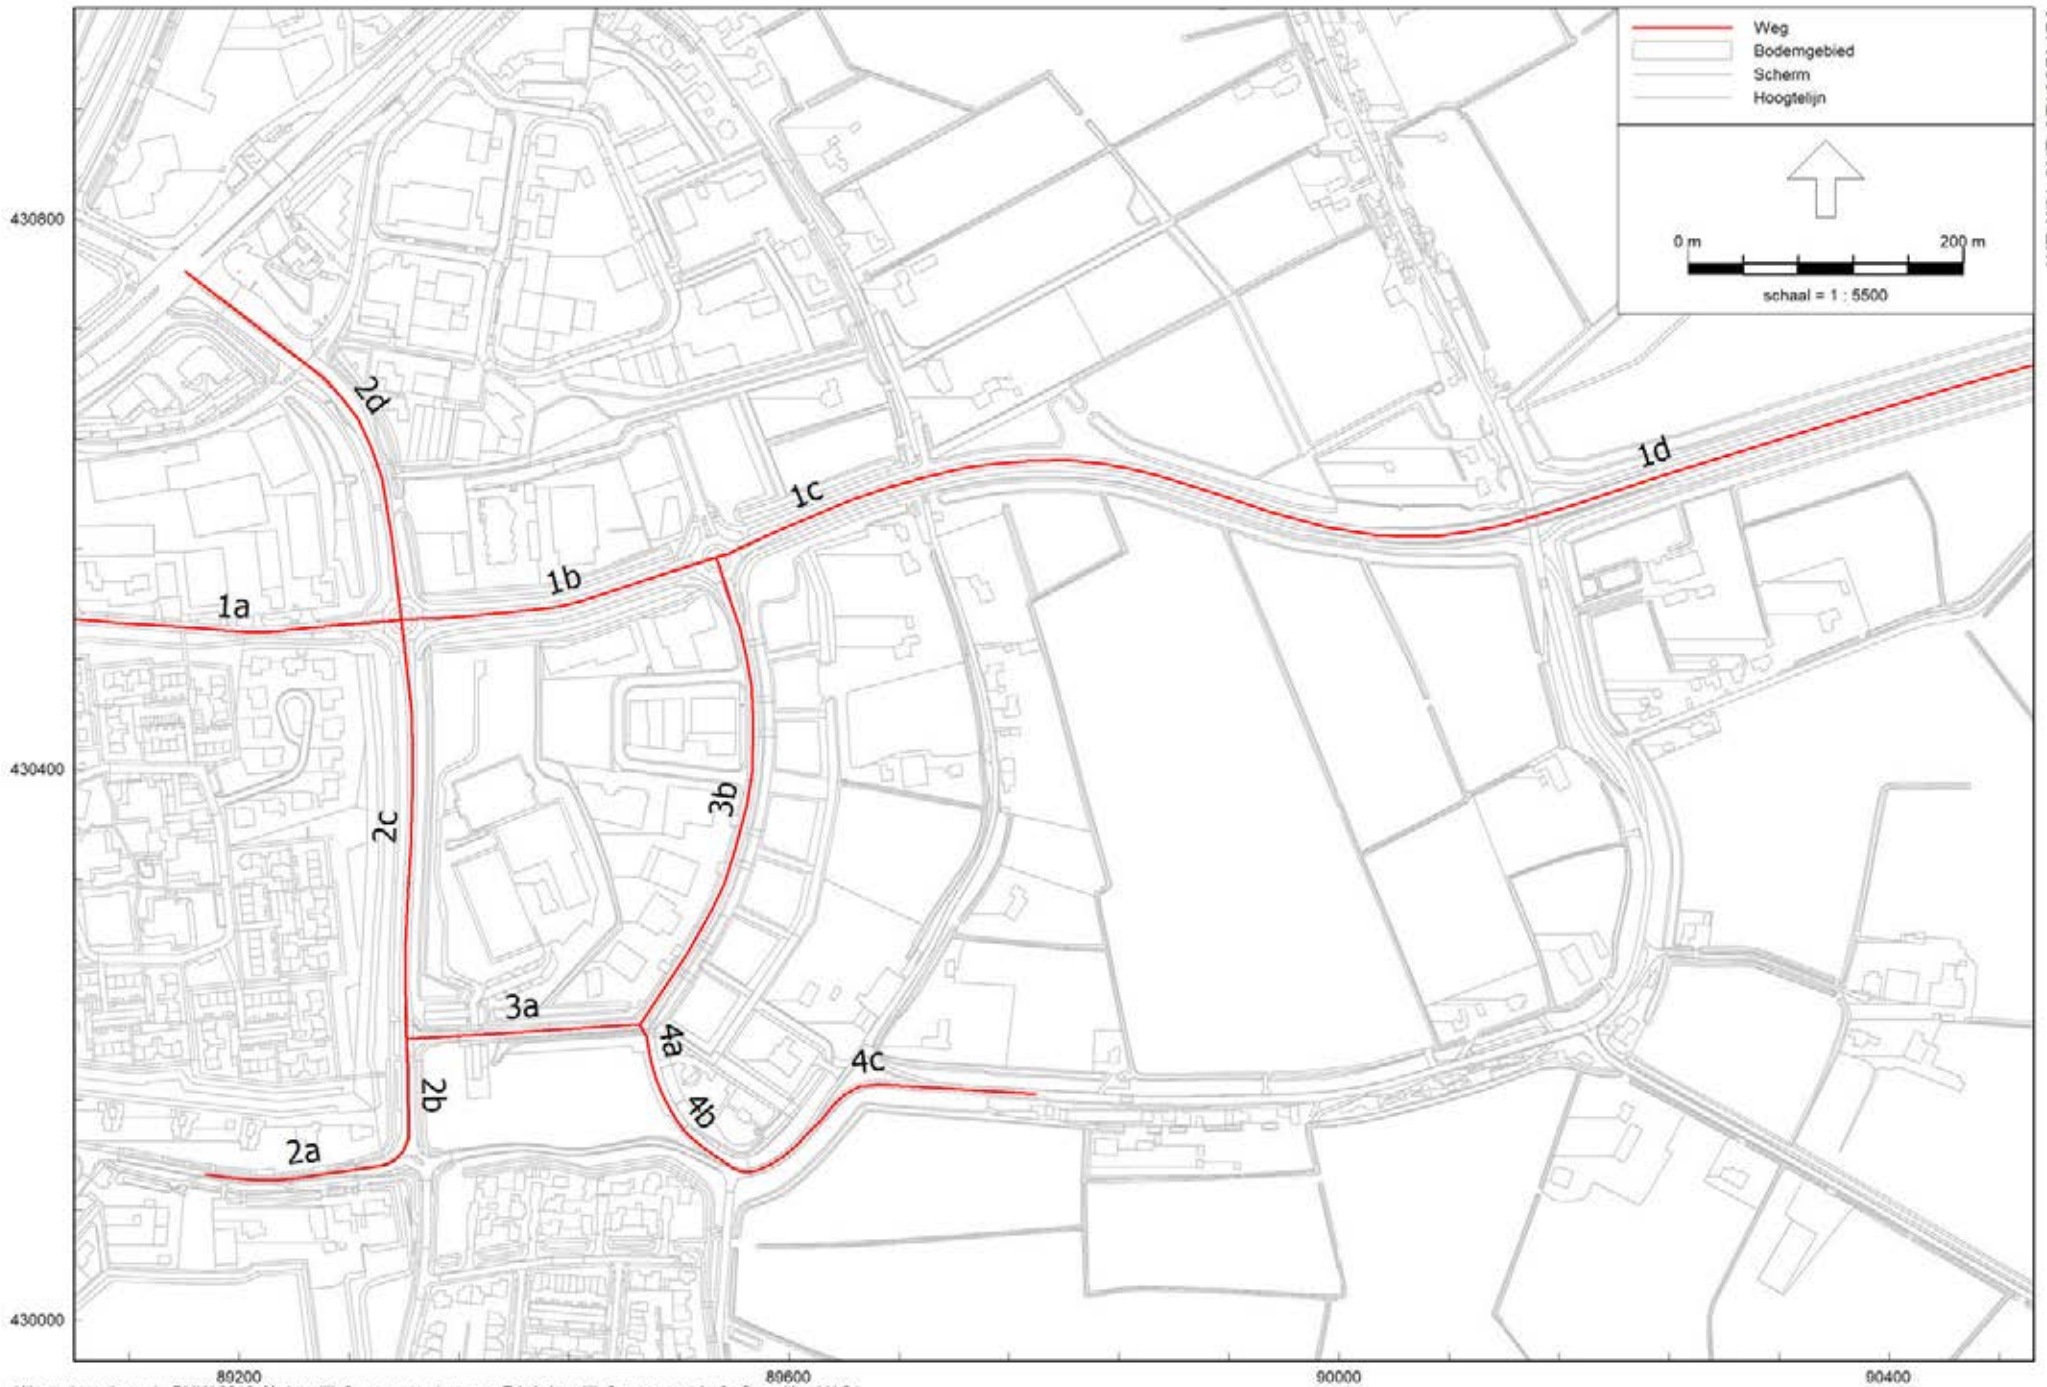 Weg
Bodemgebied
Scherm
Hoogtelijn
430800
0 m
200 m
schaal = 1 : 5500
2d
1c
1d
1b
1a
430400
2c
3b
3a
4a
4c
2b
4b
2a
430000
89200
89600
90000
90400